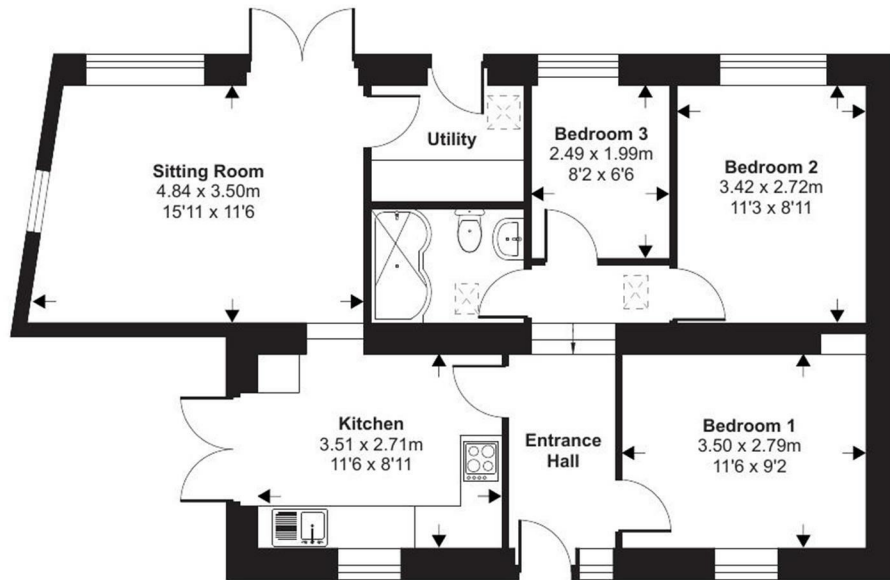 Sitting Room
4.84 x 3.50m
15'11 x 11'6
Utility
Bedroom 3
2.49 x 1.99m
8'2 x 6'6
Bedroom 2
3.42 x 2.72m
11'3 x 8'11
Kitchen
3.51 x 2.71m
11'6 x 8'11
Entrance
Hall
Bedroom 1
3.50 x 2.79m
11'6 x 9'2